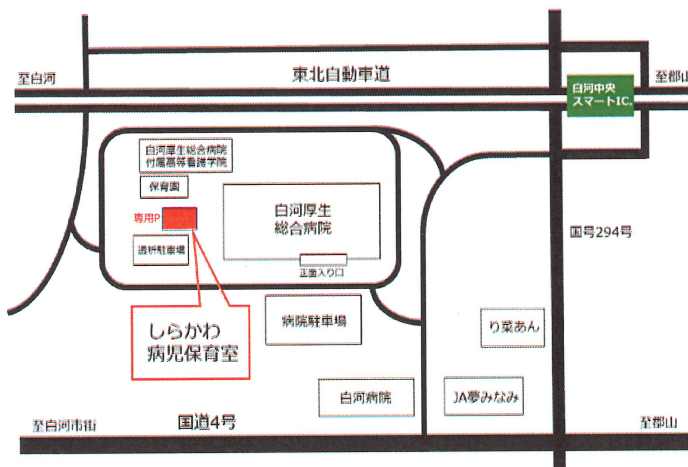 東北自動車道
至白河
白河中央
スマートIC.
至郡山
白河厚生総合病院
付属高等看護学院
保育園
専用P
白河厚生
総合病院
国号294号
透析駐車場
正面入り口
しらかわ
病児保育室
病院駐車場
り菜あん
白河病院
JA夢みなみ
至白河市街
国道4号
至郡山